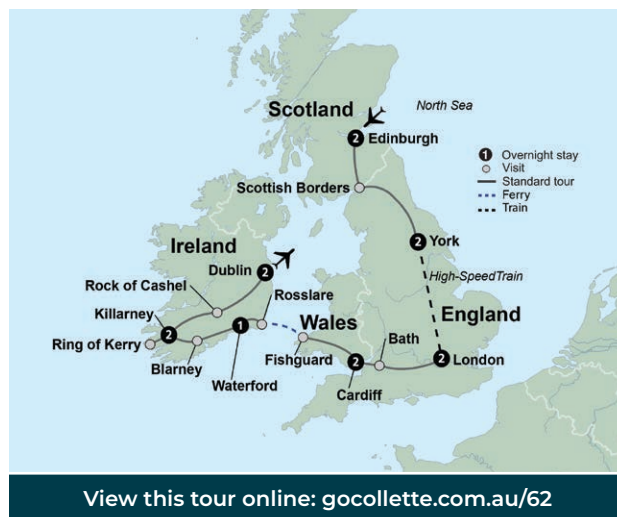 Scotland
North Sea
2
Edinburgh
1
Overnight stay
Visit
Standard tour
Ferry
Train
Scottish Borders
2
York
High-SpeedTrain
Ireland
Dublin
2
Rock of Cashel
Rosslare
Killarney
2
1
Ring of Kerry
Blarney
Waterford
Wales
Fishguard
2
Cardiff
Bath
England
2
London
View this tour online: gocollette.com.au/62